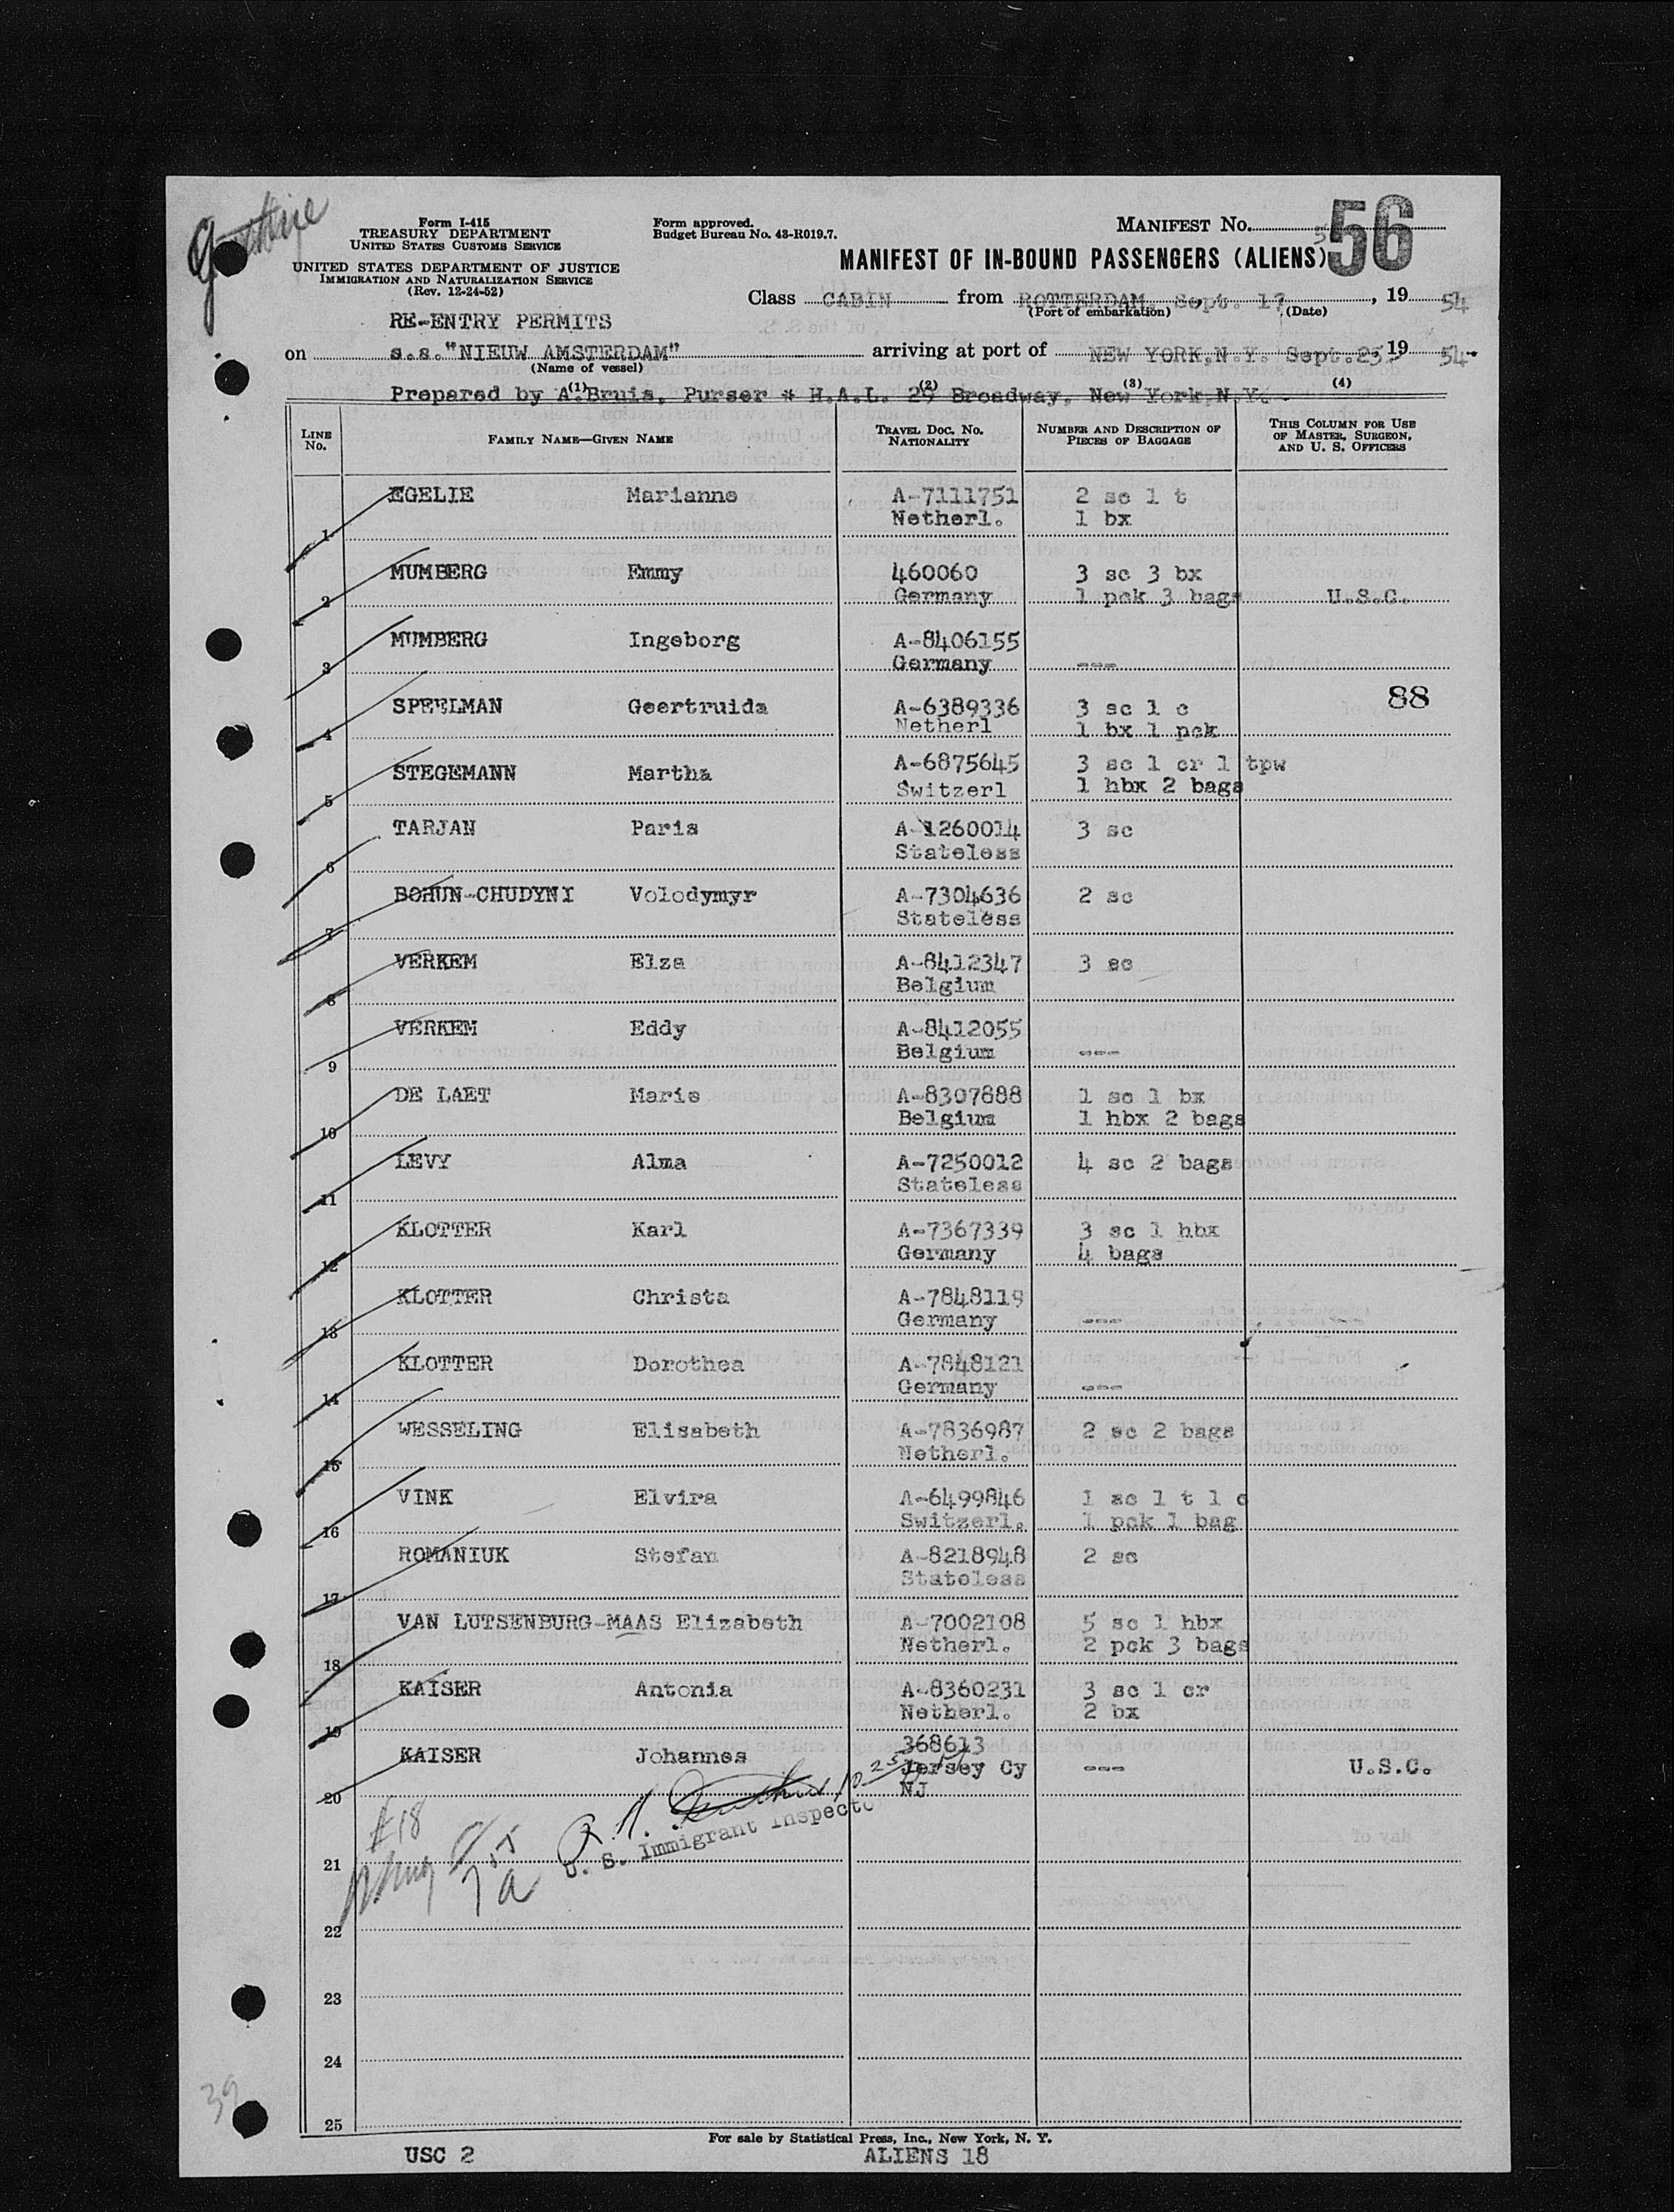 Guthrie
Form I-415
TREASURY DEPARTMENT
UNITED STATES CUSTOMS SERVICE
UNITED STATES DEPARTMENT OF JUSTICE
IMMIGRATION AND NATURALIZATION SERVICE
(Rev. 12-24-52)
Form approved.
Budget Bureau No. 43-R019.7.
MANIFEST No. 56
MANIFEST OF IN-BOUND PASSENGERS (ALIENS)
Class CABIN from ROTTERDAM, Sept. 17, 19 54
(Port of embarkation) (Date)
RE-ENTRY PERMITS
on s.s."NIEUW AMSTERDAM" arriving at port of NEW YORK,N.Y. Sept.25, 19 54.
(Name of vessel)
(1) (2) (3) (4)
Prepared by A.Bruis, Purser * H.A.L. 29 Broadway, New York,N.Y.
LINE No. FAMILY NAME—GIVEN NAME TRAVEL DOC. NO. NATIONALITY NUMBER AND DESCRIPTION OF PIECES OF BAGGAGE THIS COLUMN FOR USE OF MASTER, SURGEON, AND U. S. OFFICERS
EGELIE Marianne A-7111751 2 sc 1 t
1 Netherl. 1 bx
MUMBERG Emmy 460060 3 sc 3 bx
2 Germany 1 pck 3 bags U.S.C.
MUMBERG Ingeborg A-8406155
3 Germany ---
SPEELMAN Geertruida A-6389336 3 sc 1 c 88
4 Netherl 1 bx 1 pck
STEGEMANN Martha A-6875645 3 sc 1 cr 1 tpw
5 Switzerl 1 hbx 2 bags
TARJAN Paris A-1260014 3 sc
6 Stateless
BOHUN-CHUDYNI Volodymyr A-7304636 2 sc
7 Stateless
VERKEM Elza A-8412347 3 sc
8 Belgium
VERKEM Eddy A-8412055
9 Belgium ---
DE LAET Marie A-8307888 1 sc 1 bx
10 Belgium 1 hbx 2 bags
LEVY Alma A-7250012 4 sc 2 bags
11 Stateless
KLOTTER Karl A-7367339 3 sc 1 hbx
12 Germany 4 bags
KLOTTER Christa A-7848119
13 Germany ---
KLOTTER Dorothea A-7848121
14 Germany ---
WESSELING Elisabeth A-7836987 2 sc 2 bags
15 Netherl.
VINK Elvira A-6499846 1 sc 1 t 1 c
16 Switzerl. 1 pck 1 bag
ROMANIUK Stefan A-8218948 2 sc
17 Stateless
VAN LUTSENBURG-MAAS Elizabeth A-7002108 5 sc 1 hbx
18 Netherl. 2 pck 3 bags
KAISER Antonia A-8360231 3 sc 1 cr
19 Netherl. 2 bx
KAISER Johannes 368613
Jersey Cy --- U.S.C.
20 NJ
#18
U. S. Immigrant Inspector
21
22
23
24
39
25
For sale by Statistical Press, Inc., New York, N. Y.
USC 2 ALIENS 18